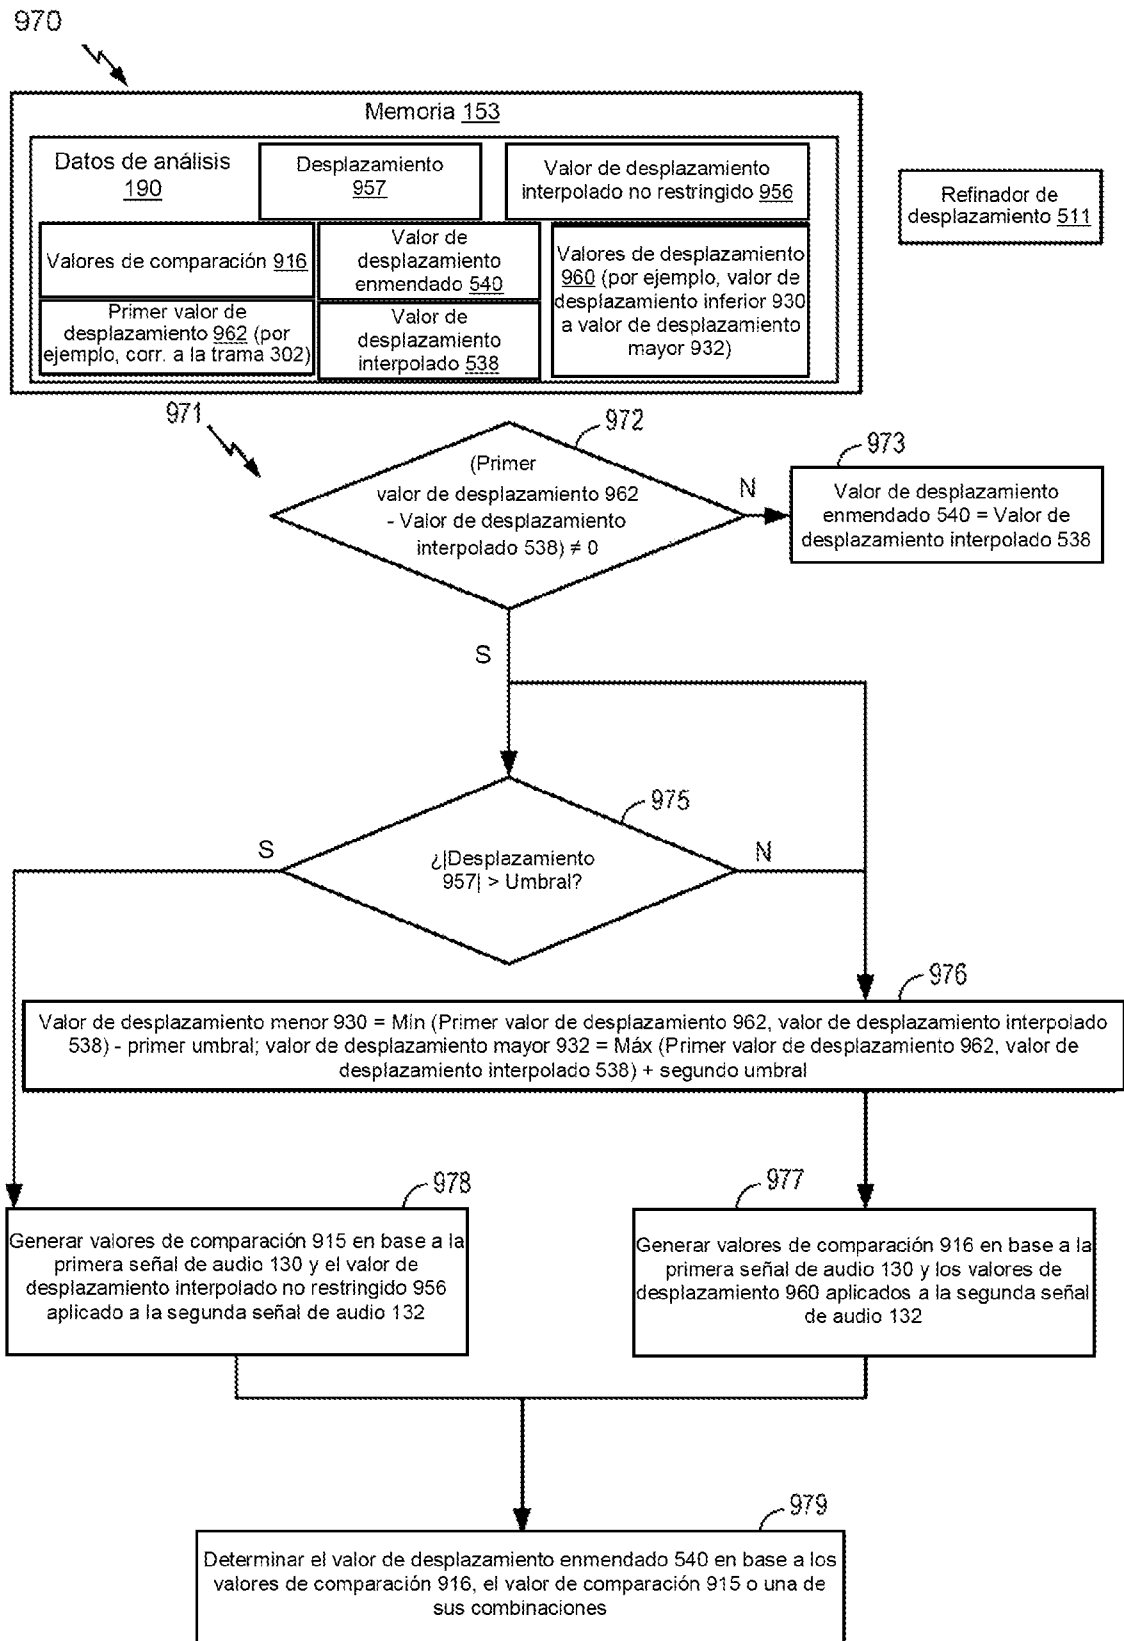 970
Memoria 153
Datos de análisis
190
Desplazamiento
957
Valor de desplazamiento
interpolado no restringido 956
Refinador de
desplazamiento 511
Valores de comparación 916
Valor de
desplazamiento
enmendado 540
Valores de desplazamiento
960 (por ejemplo, valor de
desplazamiento inferior 930
a valor de desplazamiento
mayor 932)
Primer valor de
desplazamiento 962 (por
ejemplo, corr. a la trama 302)
Valor de
desplazamiento
interpolado 538
971
972
(Primer
valor de desplazamiento 962
- Valor de desplazamiento
interpolado 538) ≠ 0
N
973
Valor de desplazamiento
enmendado 540 = Valor de
desplazamiento interpolado 538
S
975
¿|Desplazamiento
957| > Umbral?
S
N
976
Valor de desplazamiento menor 930 = Mín (Primer valor de desplazamiento 962, valor de desplazamiento interpolado
538) - primer umbral; valor de desplazamiento mayor 932 = Máx (Primer valor de desplazamiento 962, valor de
desplazamiento interpolado 538) + segundo umbral
978
Generar valores de comparación 915 en base a la
primera señal de audio 130 y el valor de
desplazamiento interpolado no restringido 956
aplicado a la segunda señal de audio 132
977
Generar valores de comparación 916 en base a la
primera señal de audio 130 y los valores de
desplazamiento 960 aplicados a la segunda señal
de audio 132
979
Determinar el valor de desplazamiento enmendado 540 en base a los
valores de comparación 916, el valor de comparación 915 o una de
sus combinaciones